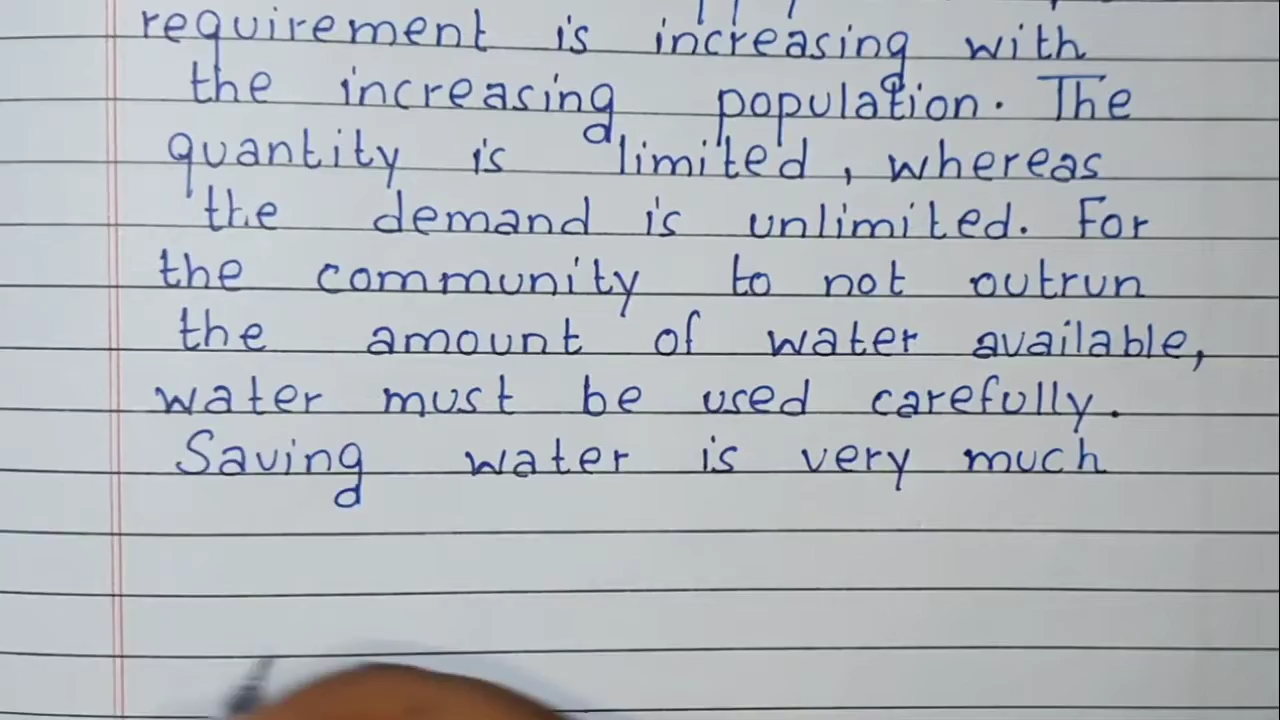 requirement is increasing with
the increasing population. The
quantity is limited, whereas
the demand is unlimited. For
the community to not outrun
the amount of water available,
water must be used carefully.
Saving water is very much